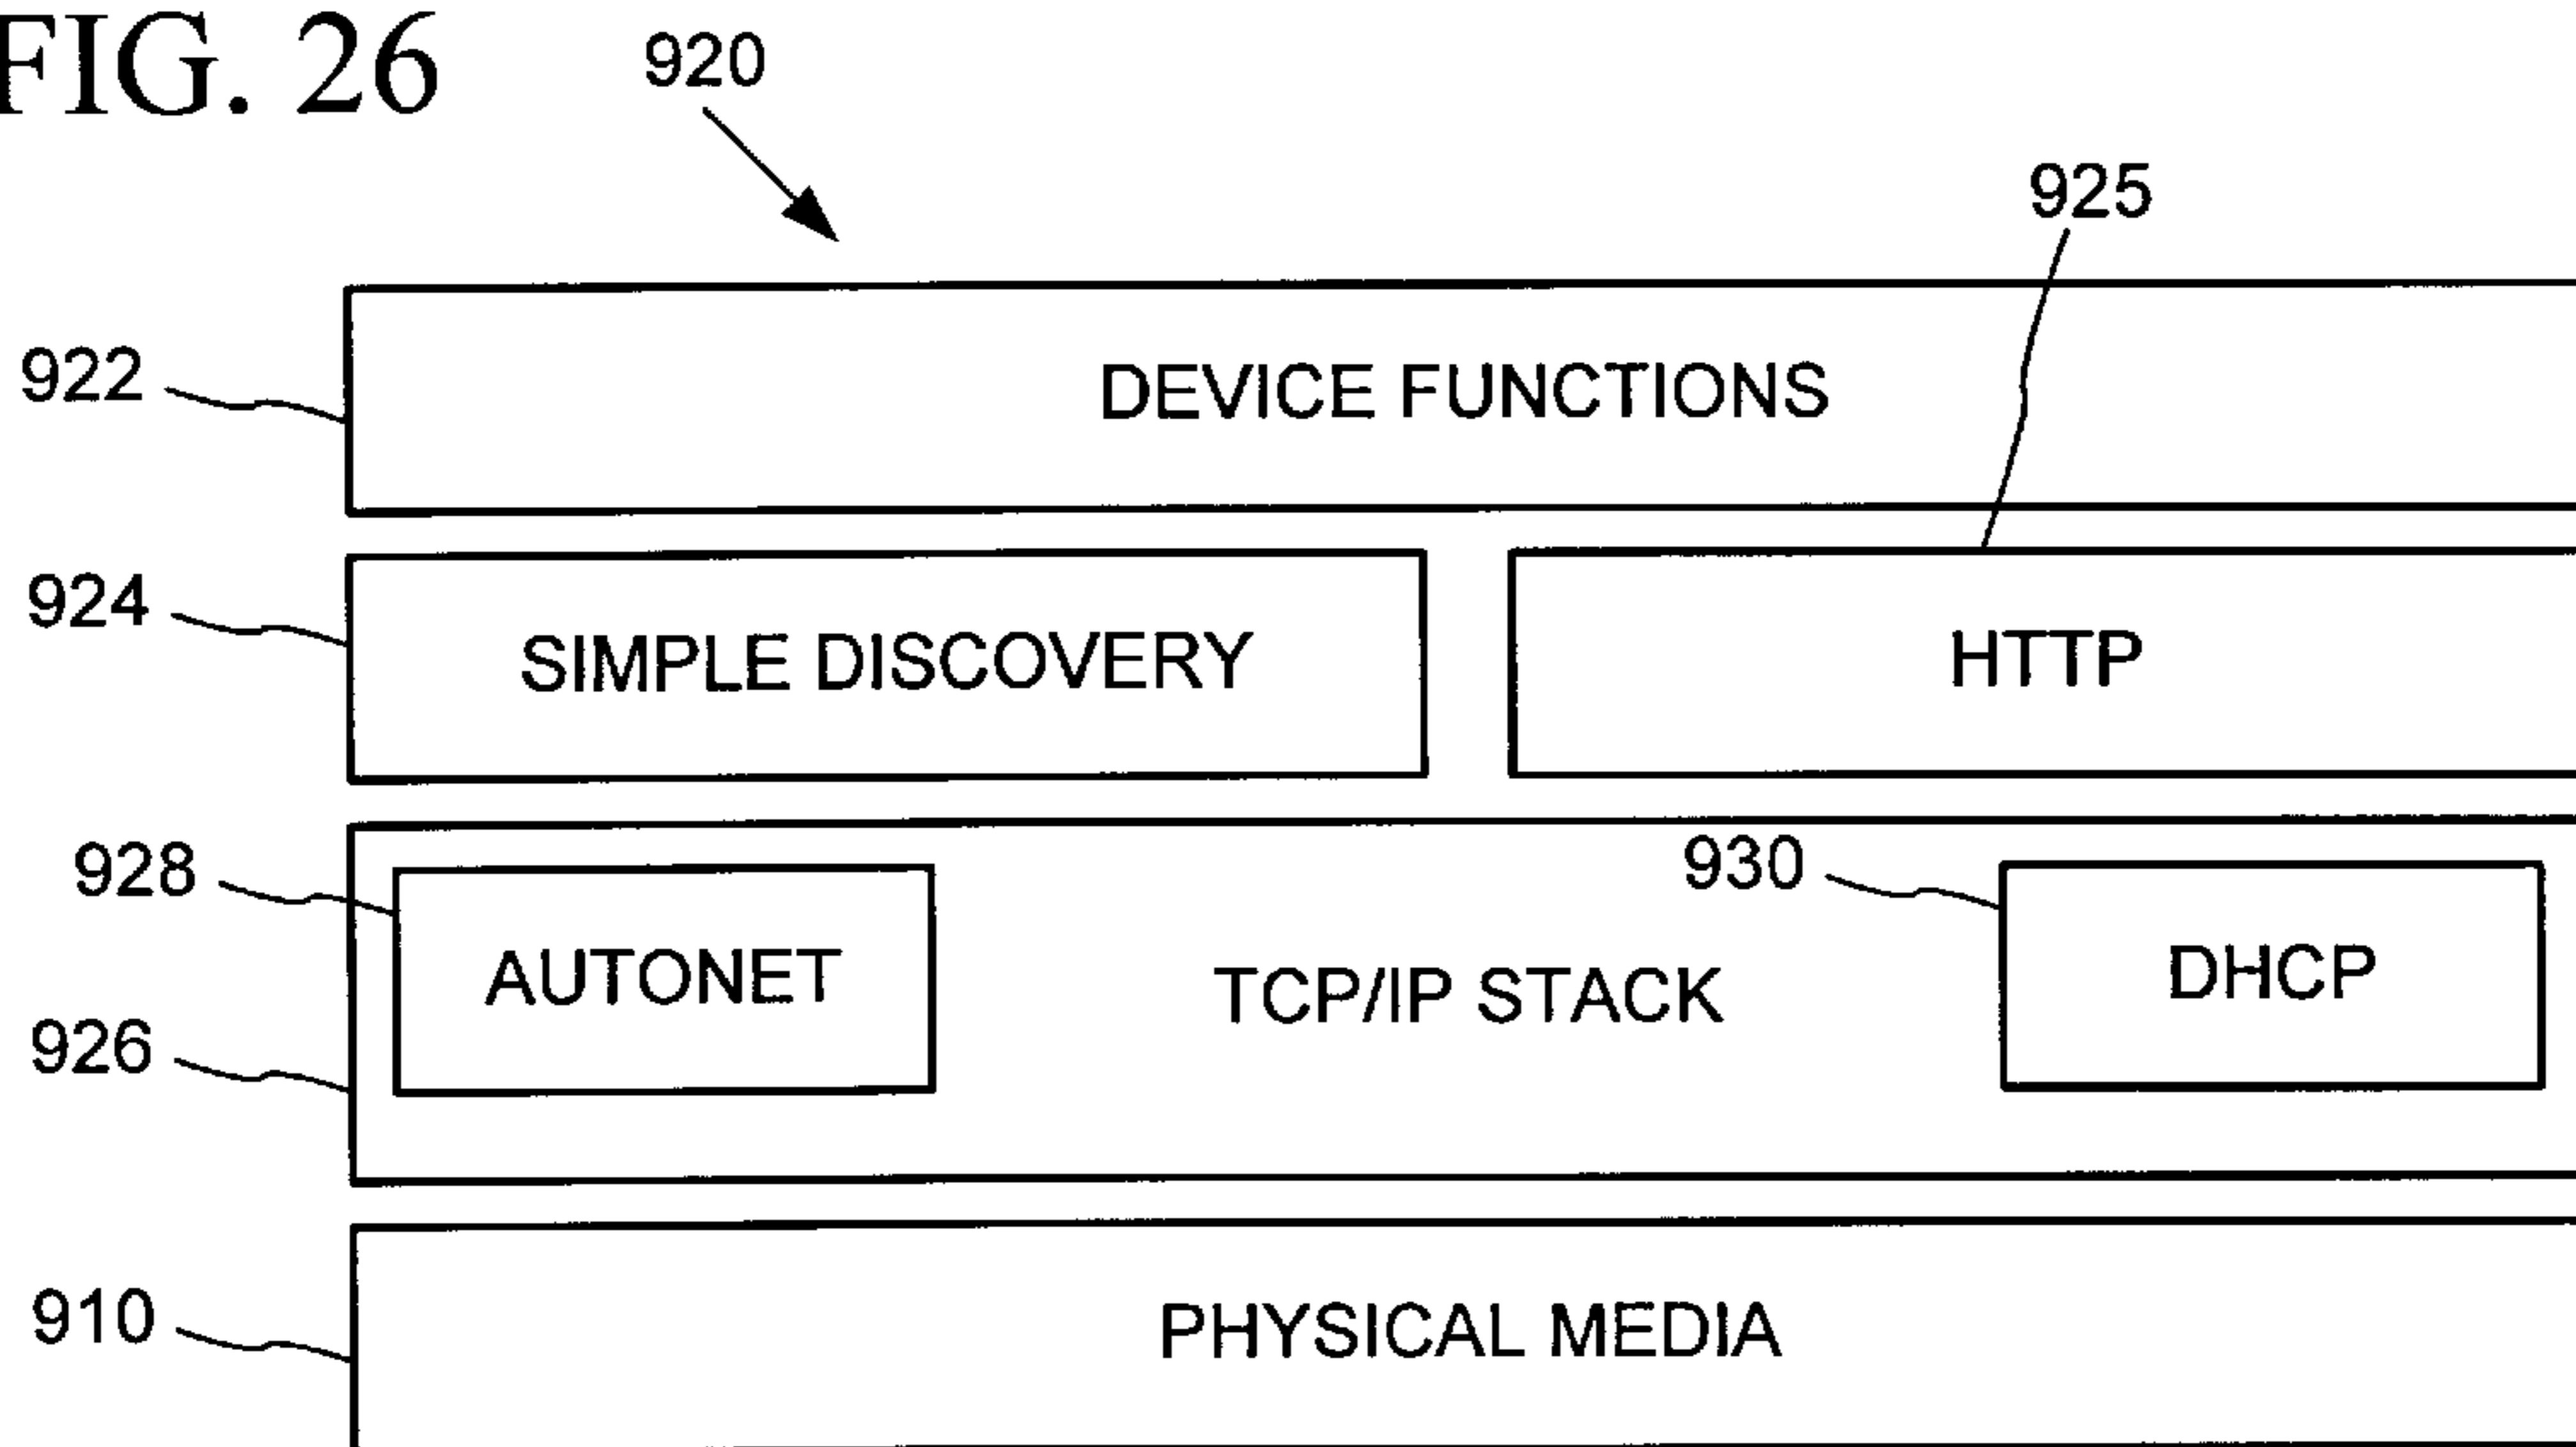 FIG. 26
920
925
922
DEVICE FUNCTIONS
924
SIMPLE DISCOVERY
HTTP
928
930
AUTONET
TCP/IP STACK
DHCP
926
910
PHYSICAL MEDIA